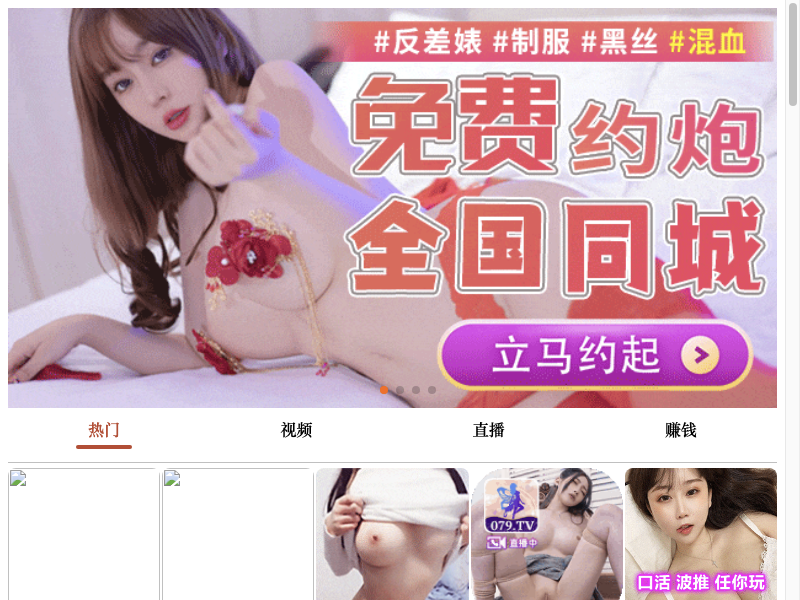 #反差婊 #制服 #黑丝 #混血
免费约炮
全国同城
立马约起
热门 视频 直播 赚钱
079.TV
直播中
口活 波推 任你玩